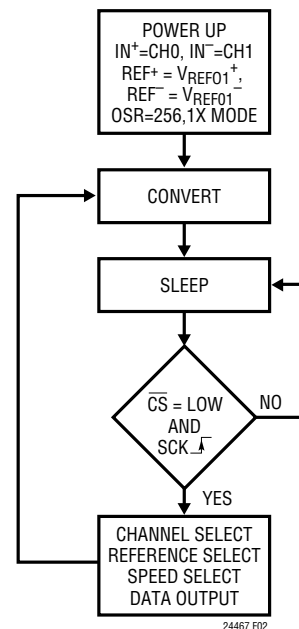 POWER UP
IN⁺=CH0, IN⁻=CH1
REF⁺ = V_REF01⁺,
REF⁻ = V_REF01⁻
OSR=256,1X MODE
CONVERT
SLEEP
C̅S̅ = LOW
AND
SCK
NO
YES
CHANNEL SELECT
REFERENCE SELECT
SPEED SELECT
DATA OUTPUT
24467 F02